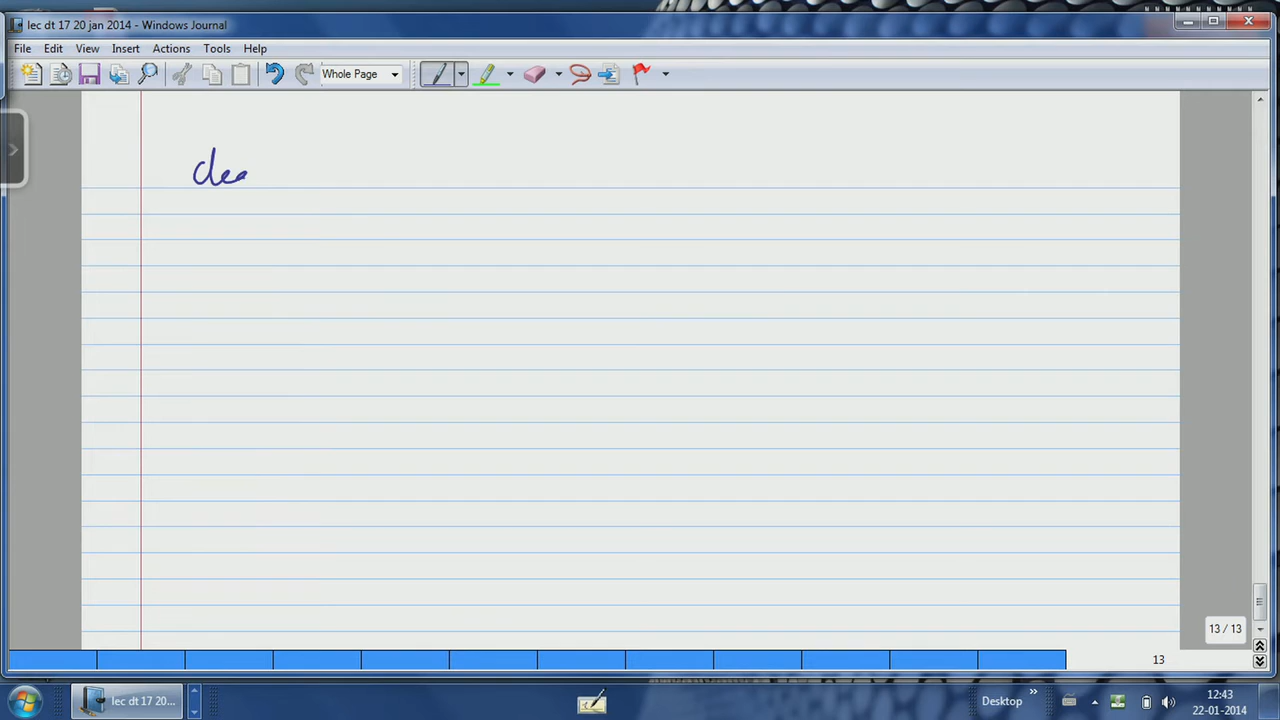 lec dt 17 20 jan 2014 - Windows Journal
File Edit View Insert Actions Tools Help
Whole Page
clea
13 / 13
13
lec dt 17 20...
Desktop
12:43
22-01-2014